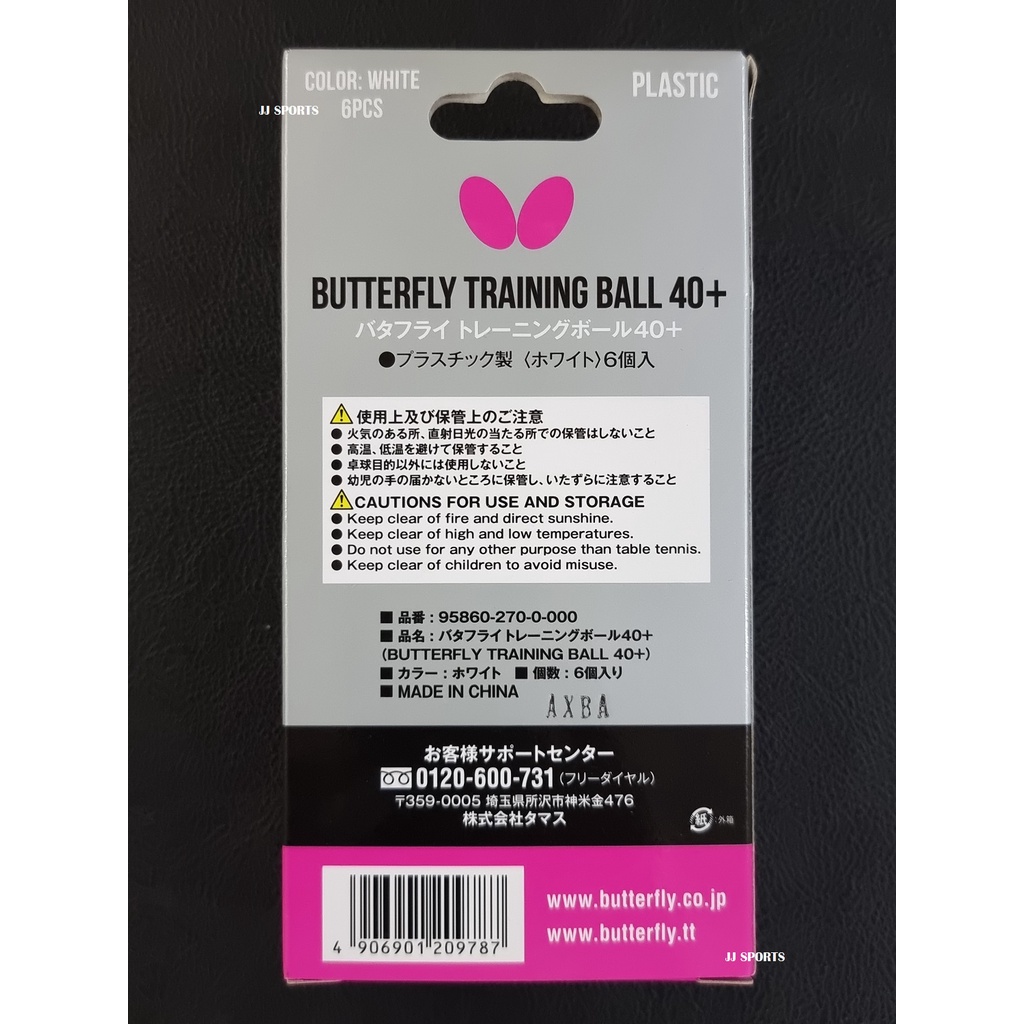 COLOR: WHITE
6PCS
PLASTIC
JJ SPORTS
BUTTERFLY TRAINING BALL 40+
バタフライ トレーニングボール40+
●プラスチック製〈ホワイト〉6個入
使用上及び保管上のご注意
● 火気のある所、直射日光の当たる所での保管はしないこと
● 高温、低温を避けて保管すること
● 卓球目的以外には使用しないこと
● 幼児の手の届かないところに保管し、いたずらに注意すること
CAUTIONS FOR USE AND STORAGE
● Keep clear of fire and direct sunshine.
● Keep clear of high and low temperatures.
● Do not use for any other purpose than table tennis.
● Keep clear of children to avoid misuse.
■ 品番：95860-270-0-000
■ 品名：バタフライトレーニングボール40+
(BUTTERFLY TRAINING BALL 40+)
■ カラー：ホワイト ■ 個数：6個入り
■ MADE IN CHINA
AXBA
お客様サポートセンター
0120-600-731（フリーダイヤル）
〒359-0005 埼玉県所沢市神米金476
株式会社タマス
紙：外箱
www.butterfly.co.jp
www.butterfly.tt
4 906901 209787
JJ SPORTS